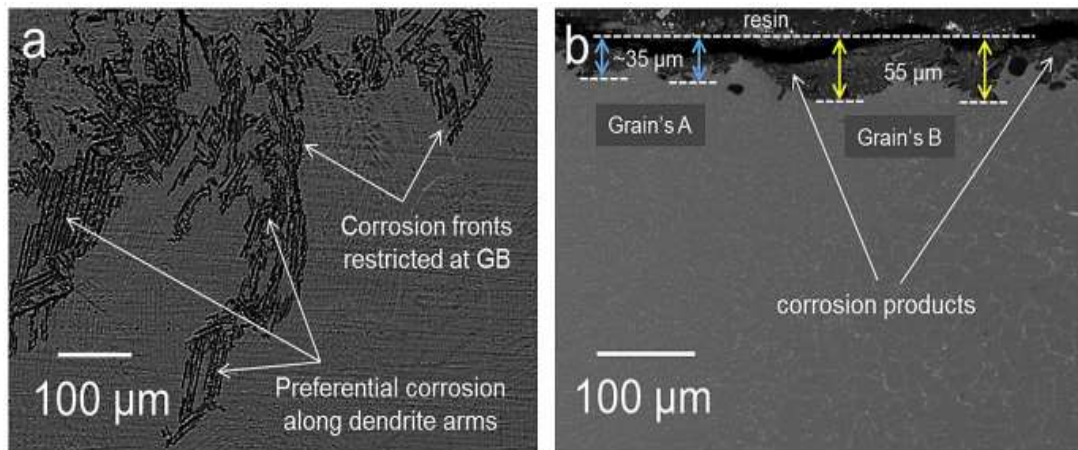 a
Corrosion fronts
restricted at GB
100 µm
Preferential corrosion
along dendrite arms
b
resin
~35 µm
55 µm
Grain's A
Grain's B
corrosion products
100 µm